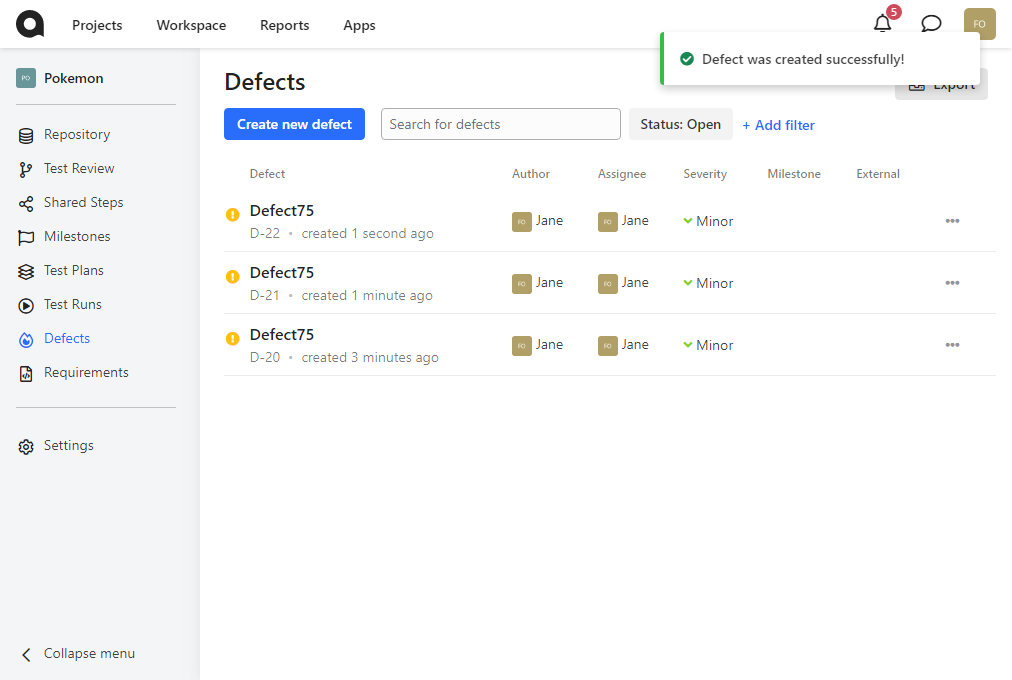 Projects Workspace Reports Apps 5 FO
Defect was created successfully!
PO Pokemon
Defects
Export
Create new defect Search for defects Status: Open + Add filter
Repository
Test Review
Shared Steps
Milestones
Test Plans
Test Runs
Defects
Requirements
Settings
Collapse menu
Defect Author Assignee Severity Milestone External
Defect75
D-22 • created 1 second ago
FO Jane FO Jane Minor
Defect75
D-21 • created 1 minute ago
FO Jane FO Jane Minor
Defect75
D-20 • created 3 minutes ago
FO Jane FO Jane Minor